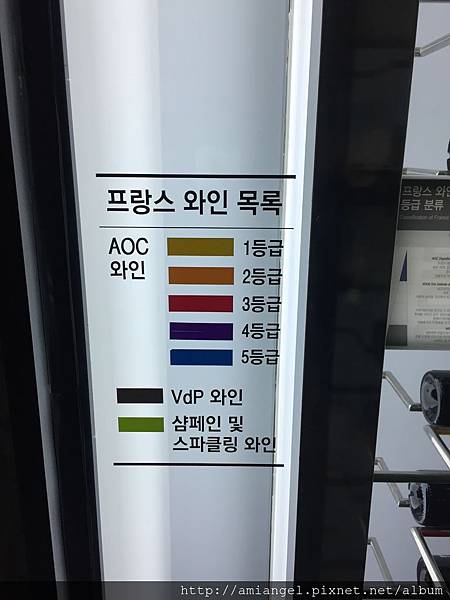 프랑스 와인 목록
AOC
와인
1등급
2등급
3등급
4등급
5등급
VdP 와인
샴페인 및
스파클링 와인
프랑스 와인
등급 분류
http://amiangel.pixnet.net/album